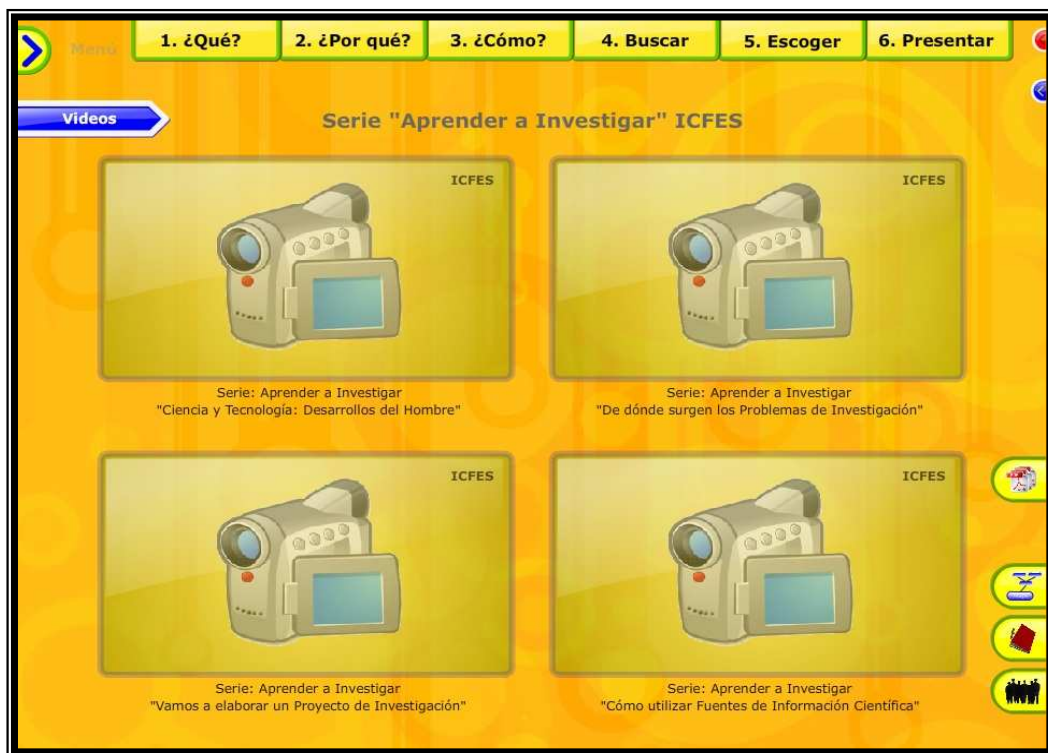 Menú
1. ¿Qué?
2. ¿Por qué?
3. ¿Cómo?
4. Buscar
5. Escoger
6. Presentar
Videos
Serie "Aprender a Investigar" ICFES
ICFES
ICFES
Serie: Aprender a Investigar
"Ciencia y Tecnología: Desarrollos del Hombre"
Serie: Aprender a Investigar
"De dónde surgen los Problemas de Investigación"
ICFES
ICFES
Serie: Aprender a Investigar
"Vamos a elaborar un Proyecto de Investigación"
Serie: Aprender a Investigar
"Cómo utilizar Fuentes de Información Científica"